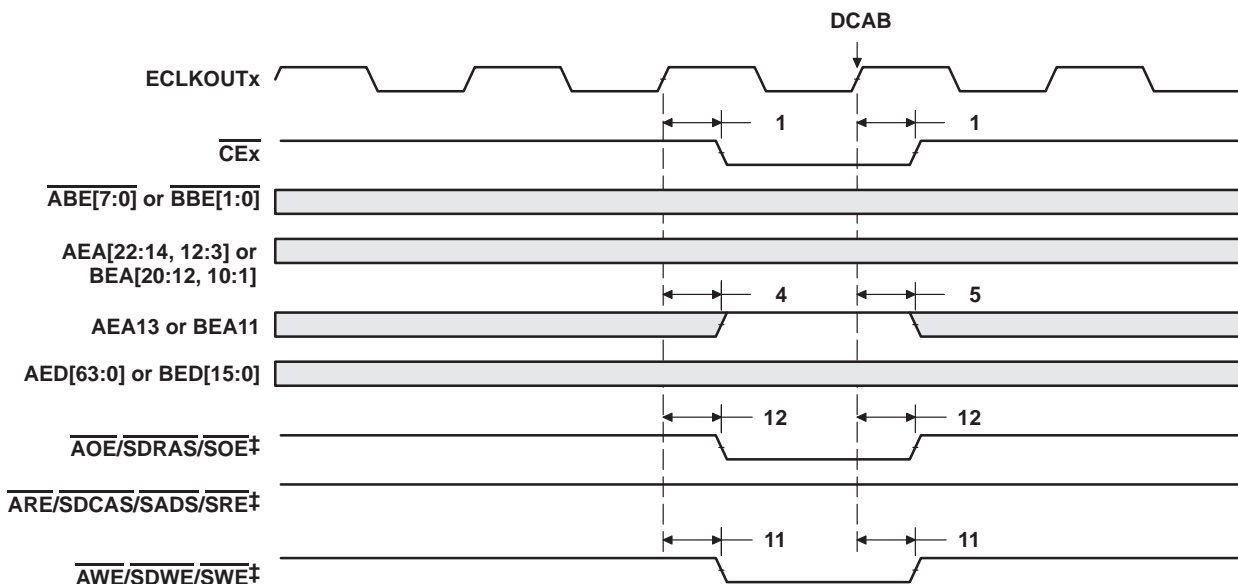 DCAB
ECLKOUTx
1 1
CEx
ABE[7:0] or BBE[1:0]
AEA[22:14, 12:3] or
BEA[20:12, 10:1]
4 5
AEA13 or BEA11
AED[63:0] or BED[15:0]
12 12
AOE/SDRAS/SOE‡
ARE/SDCAS/SADS/SRE‡
11 11
AWE/SDWE/SWE‡